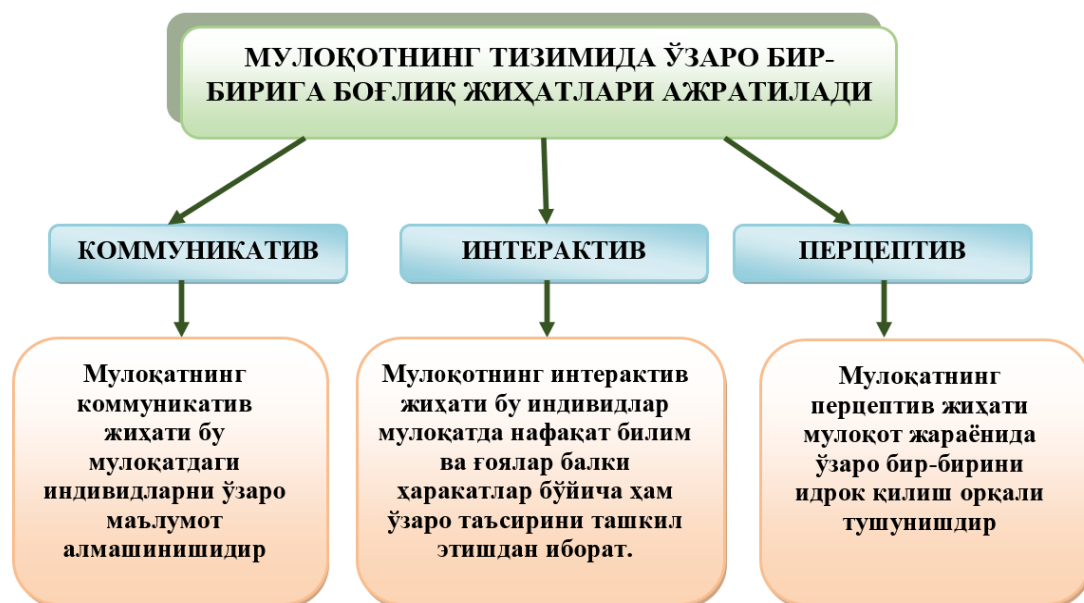 МУЛОҚОТНИНГ ТИЗИМИДА ЎЗАРО БИР-
БИРИГА БОҒЛИҚ ЖИҲАТЛАРИ АЖРАТИЛАДИ
КОММУНИКАТИВ
ИНТЕРАКТИВ
ПЕРЦЕПТИВ
Мулоқатнинг
коммуникатив
жиҳати бу
мулоқатдаги
индивидларни ўзаро
маълумот
алмашинишидир
Мулоқотнинг интерактив
жиҳати бу индивидлар
мулоқатда нафақат билим
ва ғоялар балки
ҳаракатлар бўйича ҳам
ўзаро таъсирини ташкил
этишдан иборат.
Мулоқатнинг
перцептив жиҳати
мулоқот жараёнида
ўзаро бир-бирини
идрок қилиш орқали
тушунишдир